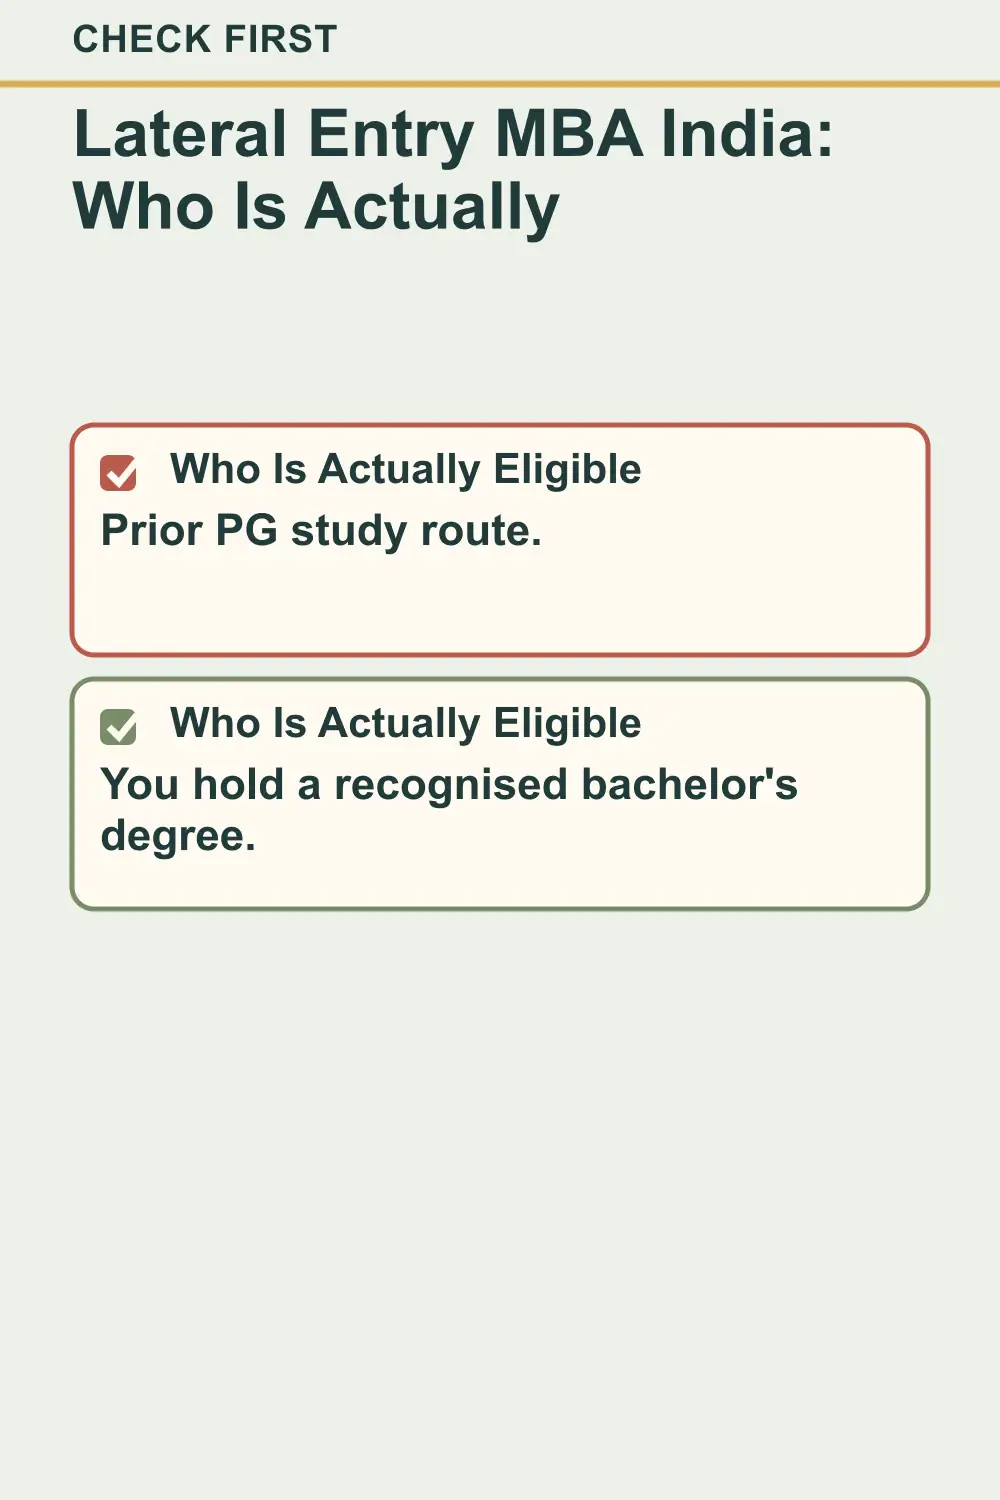 CHECK FIRST
Lateral Entry MBA India:
Who Is Actually
Who Is Actually Eligible
Prior PG study route.
Who Is Actually Eligible
You hold a recognised bachelor's
degree.